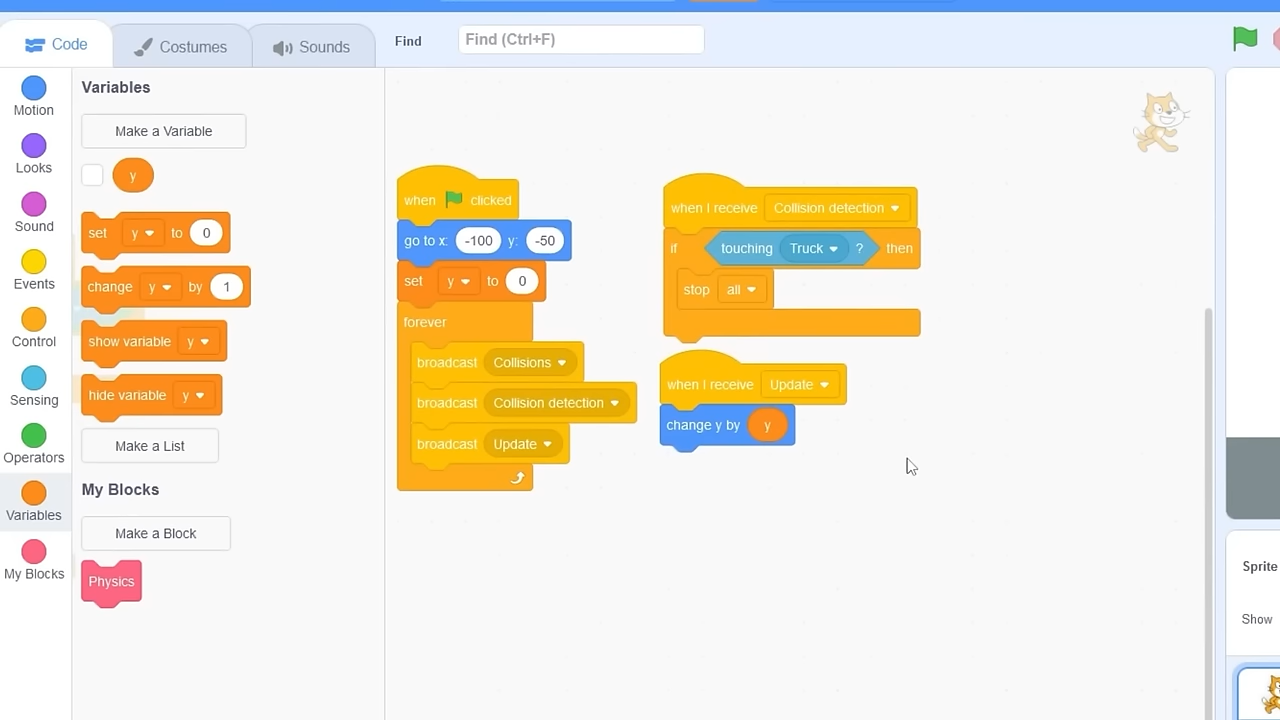 Code
Costumes
Sounds
Find
Find (Ctrl+F)
Motion
Looks
Sound
Events
Control
Sensing
Operators
Variables
My Blocks
Variables
Make a Variable
y
set y to 0
change y by 1
show variable y
hide variable y
Make a List
My Blocks
Make a Block
Physics
when clicked
go to x: -100 y: -50
set y to 0
forever
broadcast Collisions
broadcast Collision detection
broadcast Update
when I receive Collision detection
if touching Truck ? then
stop all
when I receive Update
change y by y
Sprite
Show